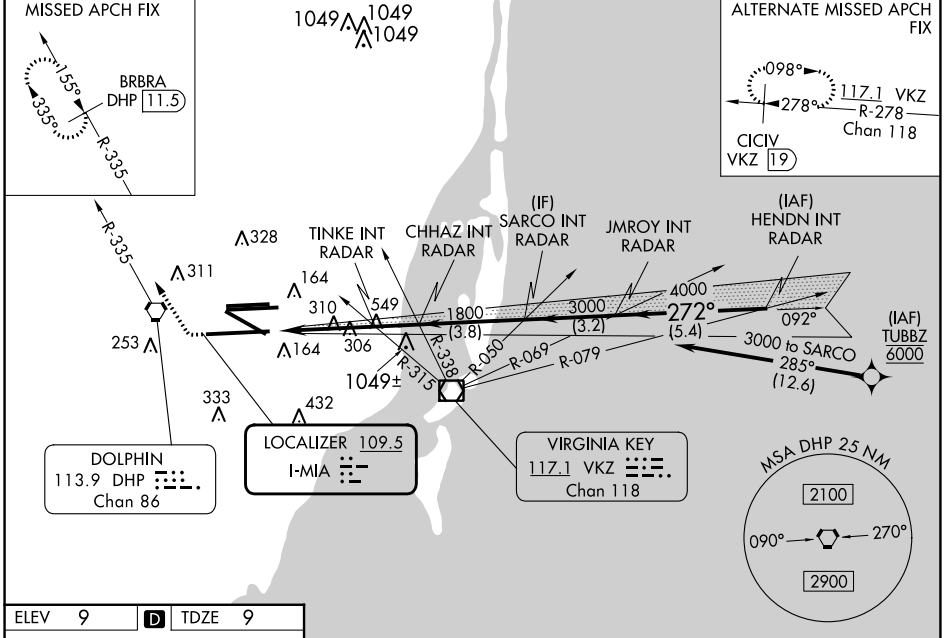 MISSED APCH FIX
155°
335°
BRBRA
DHP 11.5
R-335
1049
1049
1049
ALTERNATE MISSED APCH
FIX
098°
278°
117.1 VKZ
R-278
Chan 118
CICIV
VKZ 19
R-335
328
311
164
310
549
306
253
164
1049±
333
432
TINKE INT
RADAR
CHHAZ INT
RADAR
(IF)
SARCO INT
RADAR
JMROY INT
RADAR
(IAF)
HENDN INT
RADAR
1800
(3.8)
3000
(3.2)
272°
4000
(5.4)
092°
R-315
R-338
R-050
R-069
R-079
3000 to SARCO
285°
(12.6)
(IAF)
TUBBZ
6000
DOLPHIN
113.9 DHP
Chan 86
LOCALIZER 109.5
I-MIA
VIRGINIA KEY
117.1 VKZ
Chan 118
MSA DHP 25 NM
2100
090°
270°
2900
ELEV 9
D
TDZE 9